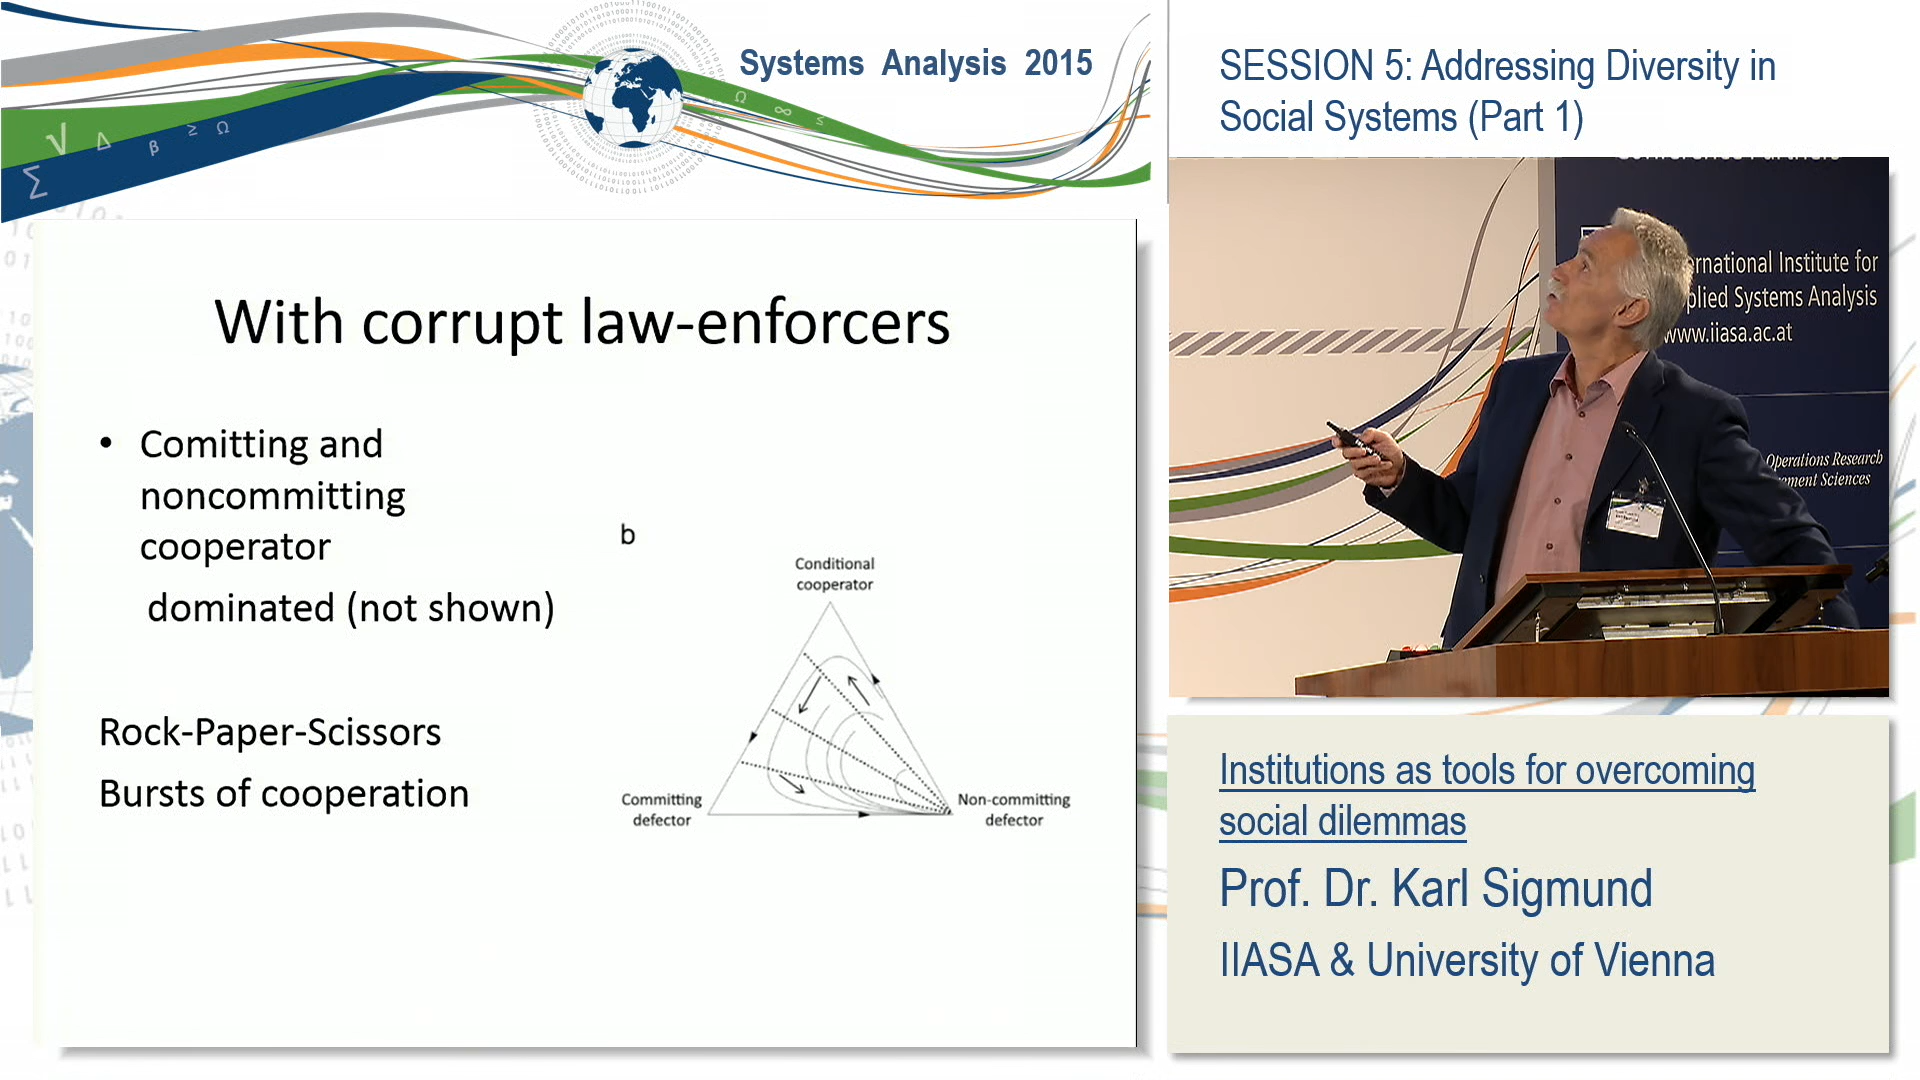 Systems Analysis 2015
SESSION 5: Addressing Diversity in
Social Systems (Part 1)
With corrupt law-enforcers
• Comitting and
noncommitting
cooperator
dominated (not shown)
Rock-Paper-Scissors
Bursts of cooperation
b
Conditional
cooperator
Committing
defector
Non-committing
defector
rnational Institute for
plied Systems Analysis
www.iiasa.ac.at
Operations Research
ement Sciences
Institutions as tools for overcoming
social dilemmas
Prof. Dr. Karl Sigmund
IIASA & University of Vienna